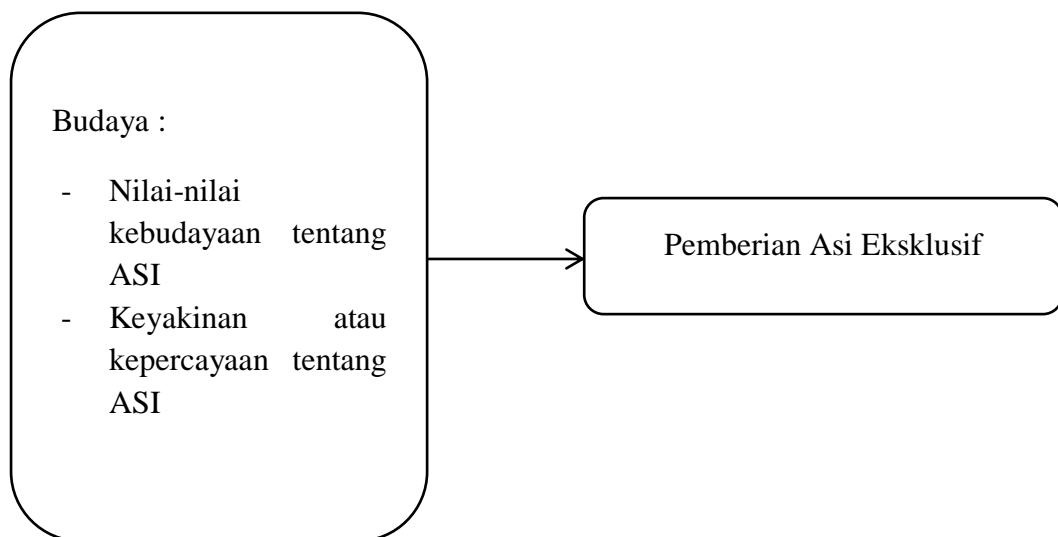 Budaya :
- Nilai-nilai
kebudayaan tentang
ASI
- Keyakinan atau
kepercayaan tentang
ASI
Pemberian Asi Eksklusif